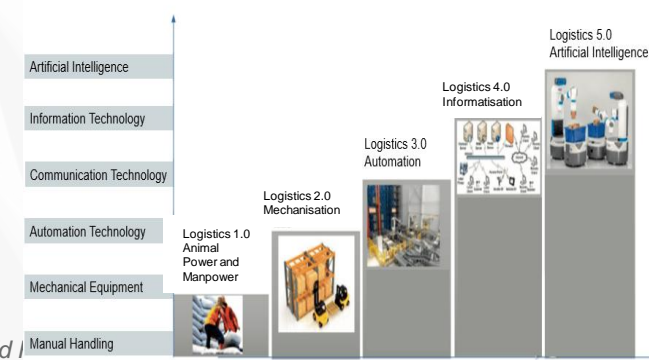 Logistics 5.0
Artificial Intelligence
Artificial Intelligence
Logistics 4.0
Informatisation
Information Technology
Logistics 3.0
Automation
Communication Technology
Logistics 2.0
Mechanisation
Automation Technology
Logistics 1.0
Animal
Power and
Manpower
Mechanical Equipment
Manual Handling